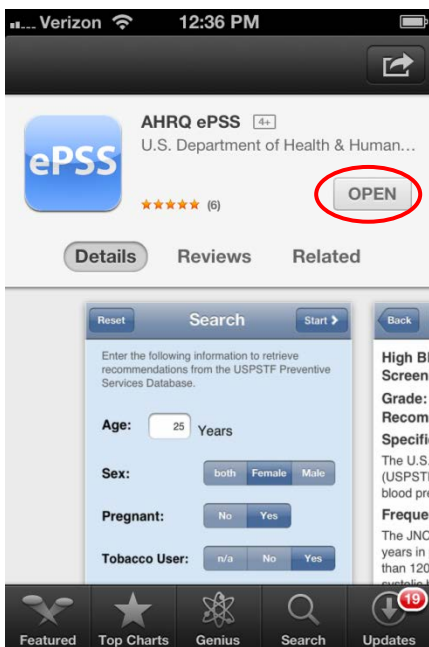 Verizon 12:36 PM
AHRQ ePSS 4+
U.S. Department of Health & Human...
ePSS
(6)
OPEN
Details Reviews Related
Reset Search Start
Enter the following information to retrieve
recommendations from the USPSTF Preventive
Services Database.
Age: 25 Years
Sex: both Female Male
Pregnant: No Yes
Tobacco User: n/a No Yes
Back
High Bl
Screen
Grade:
Recom
Specifi
The U.S.
(USPST
blood pre
Freque
The JNC
years in
than 120
Featured Top Charts Genius Search Updates
19